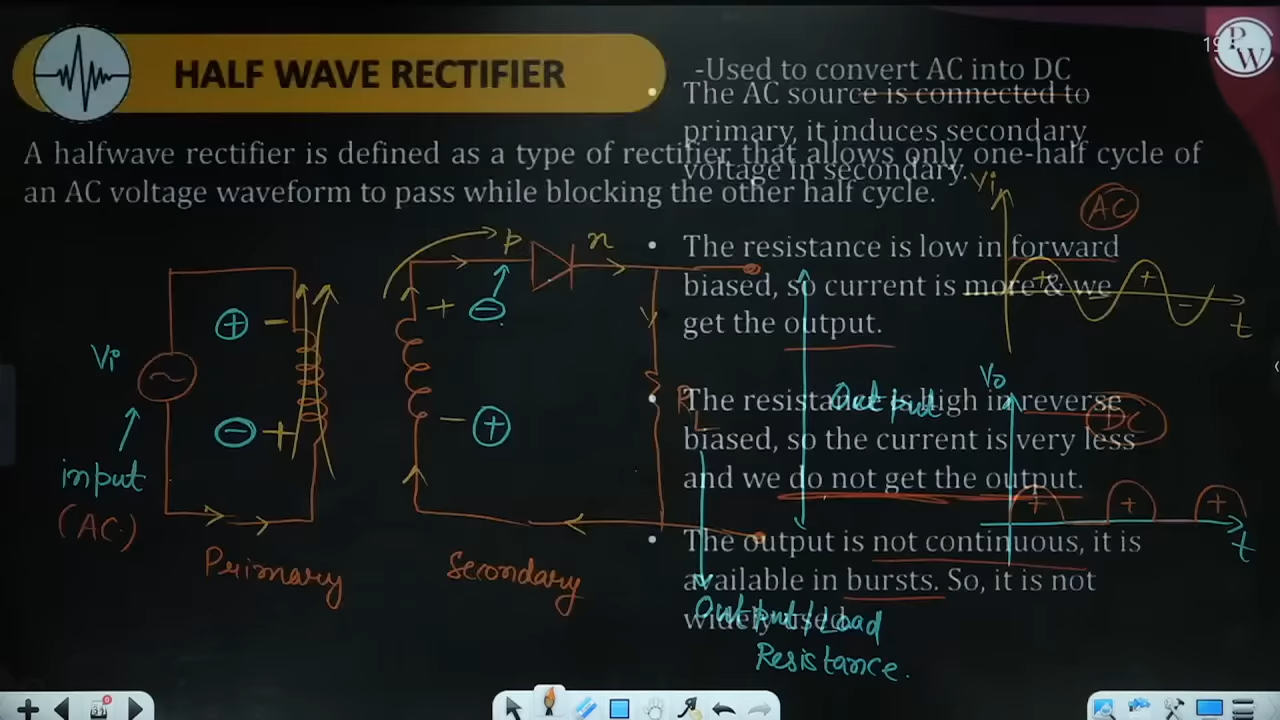 HALF WAVE RECTIFIER
-Used to convert AC into DC
• The AC source is connected to
primary, it induces secondary
voltage in secondary.
A halfwave rectifier is defined as a type of rectifier that allows only one-half cycle of
an AC voltage waveform to pass while blocking the other half cycle.
P
W
Vi
AC
+ + −
t
p n
• The resistance is low in forward
biased, so current is more & we
get the output.
+ −
+ −
Vi
− +
− +
input
(AC)
Primary
Secondary
RL
Output
Vo
DC
• The resistance is high in reverse
biased, so the current is very less
and we do not get the output.
+ + +
t
• The output is not continuous, it is
available in bursts. So, it is not
widely used.
Output/Load
Resistance.